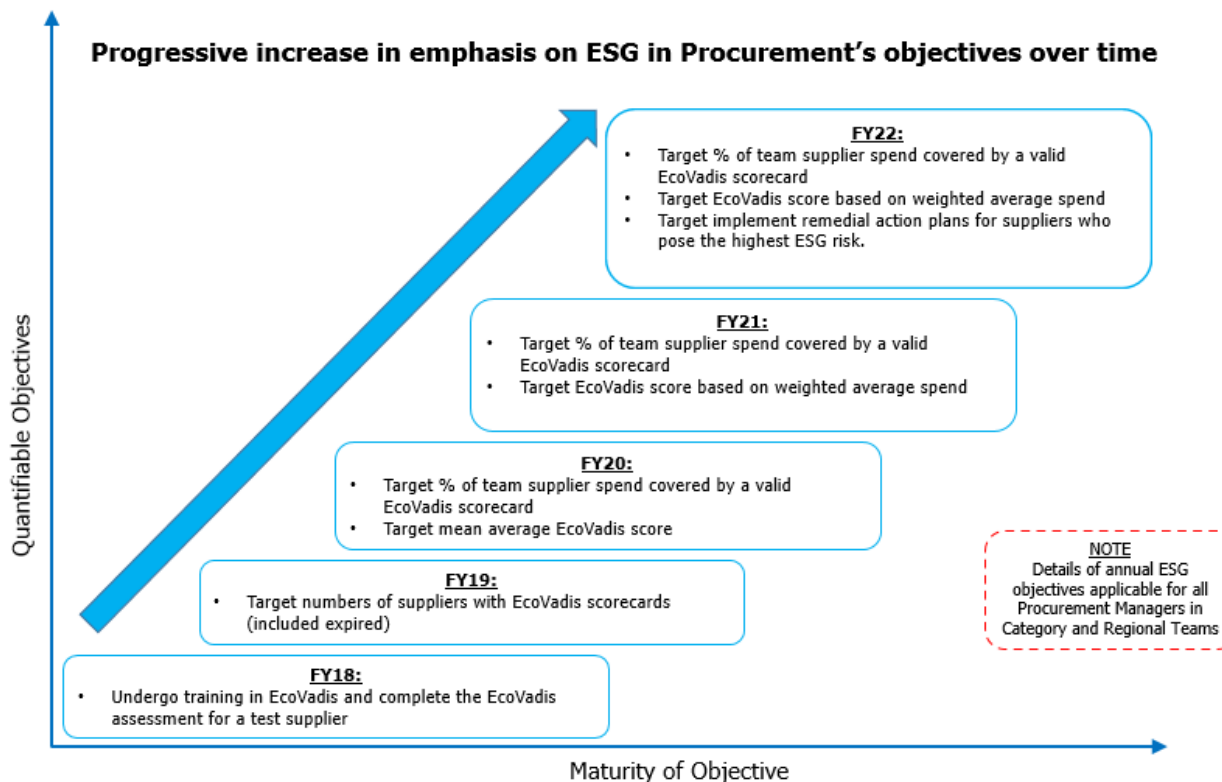 Progressive increase in emphasis on ESG in Procurement's objectives over time
FY22:
• Target % of team supplier spend covered by a valid
EcoVadis scorecard
• Target EcoVadis score based on weighted average spend
• Target implement remedial action plans for suppliers who
pose the highest ESG risk.
FY21:
• Target % of team supplier spend covered by a valid
EcoVadis scorecard
• Target EcoVadis score based on weighted average spend
FY20:
• Target % of team supplier spend covered by a valid
EcoVadis scorecard
• Target mean average EcoVadis score
FY19:
• Target numbers of suppliers with EcoVadis scorecards
(included expired)
FY18:
• Undergo training in EcoVadis and complete the EcoVadis
assessment for a test supplier
NOTE
Details of annual ESG
objectives applicable for all
Procurement Managers in
Category and Regional Teams
Quantifiable Objectives
Maturity of Objective